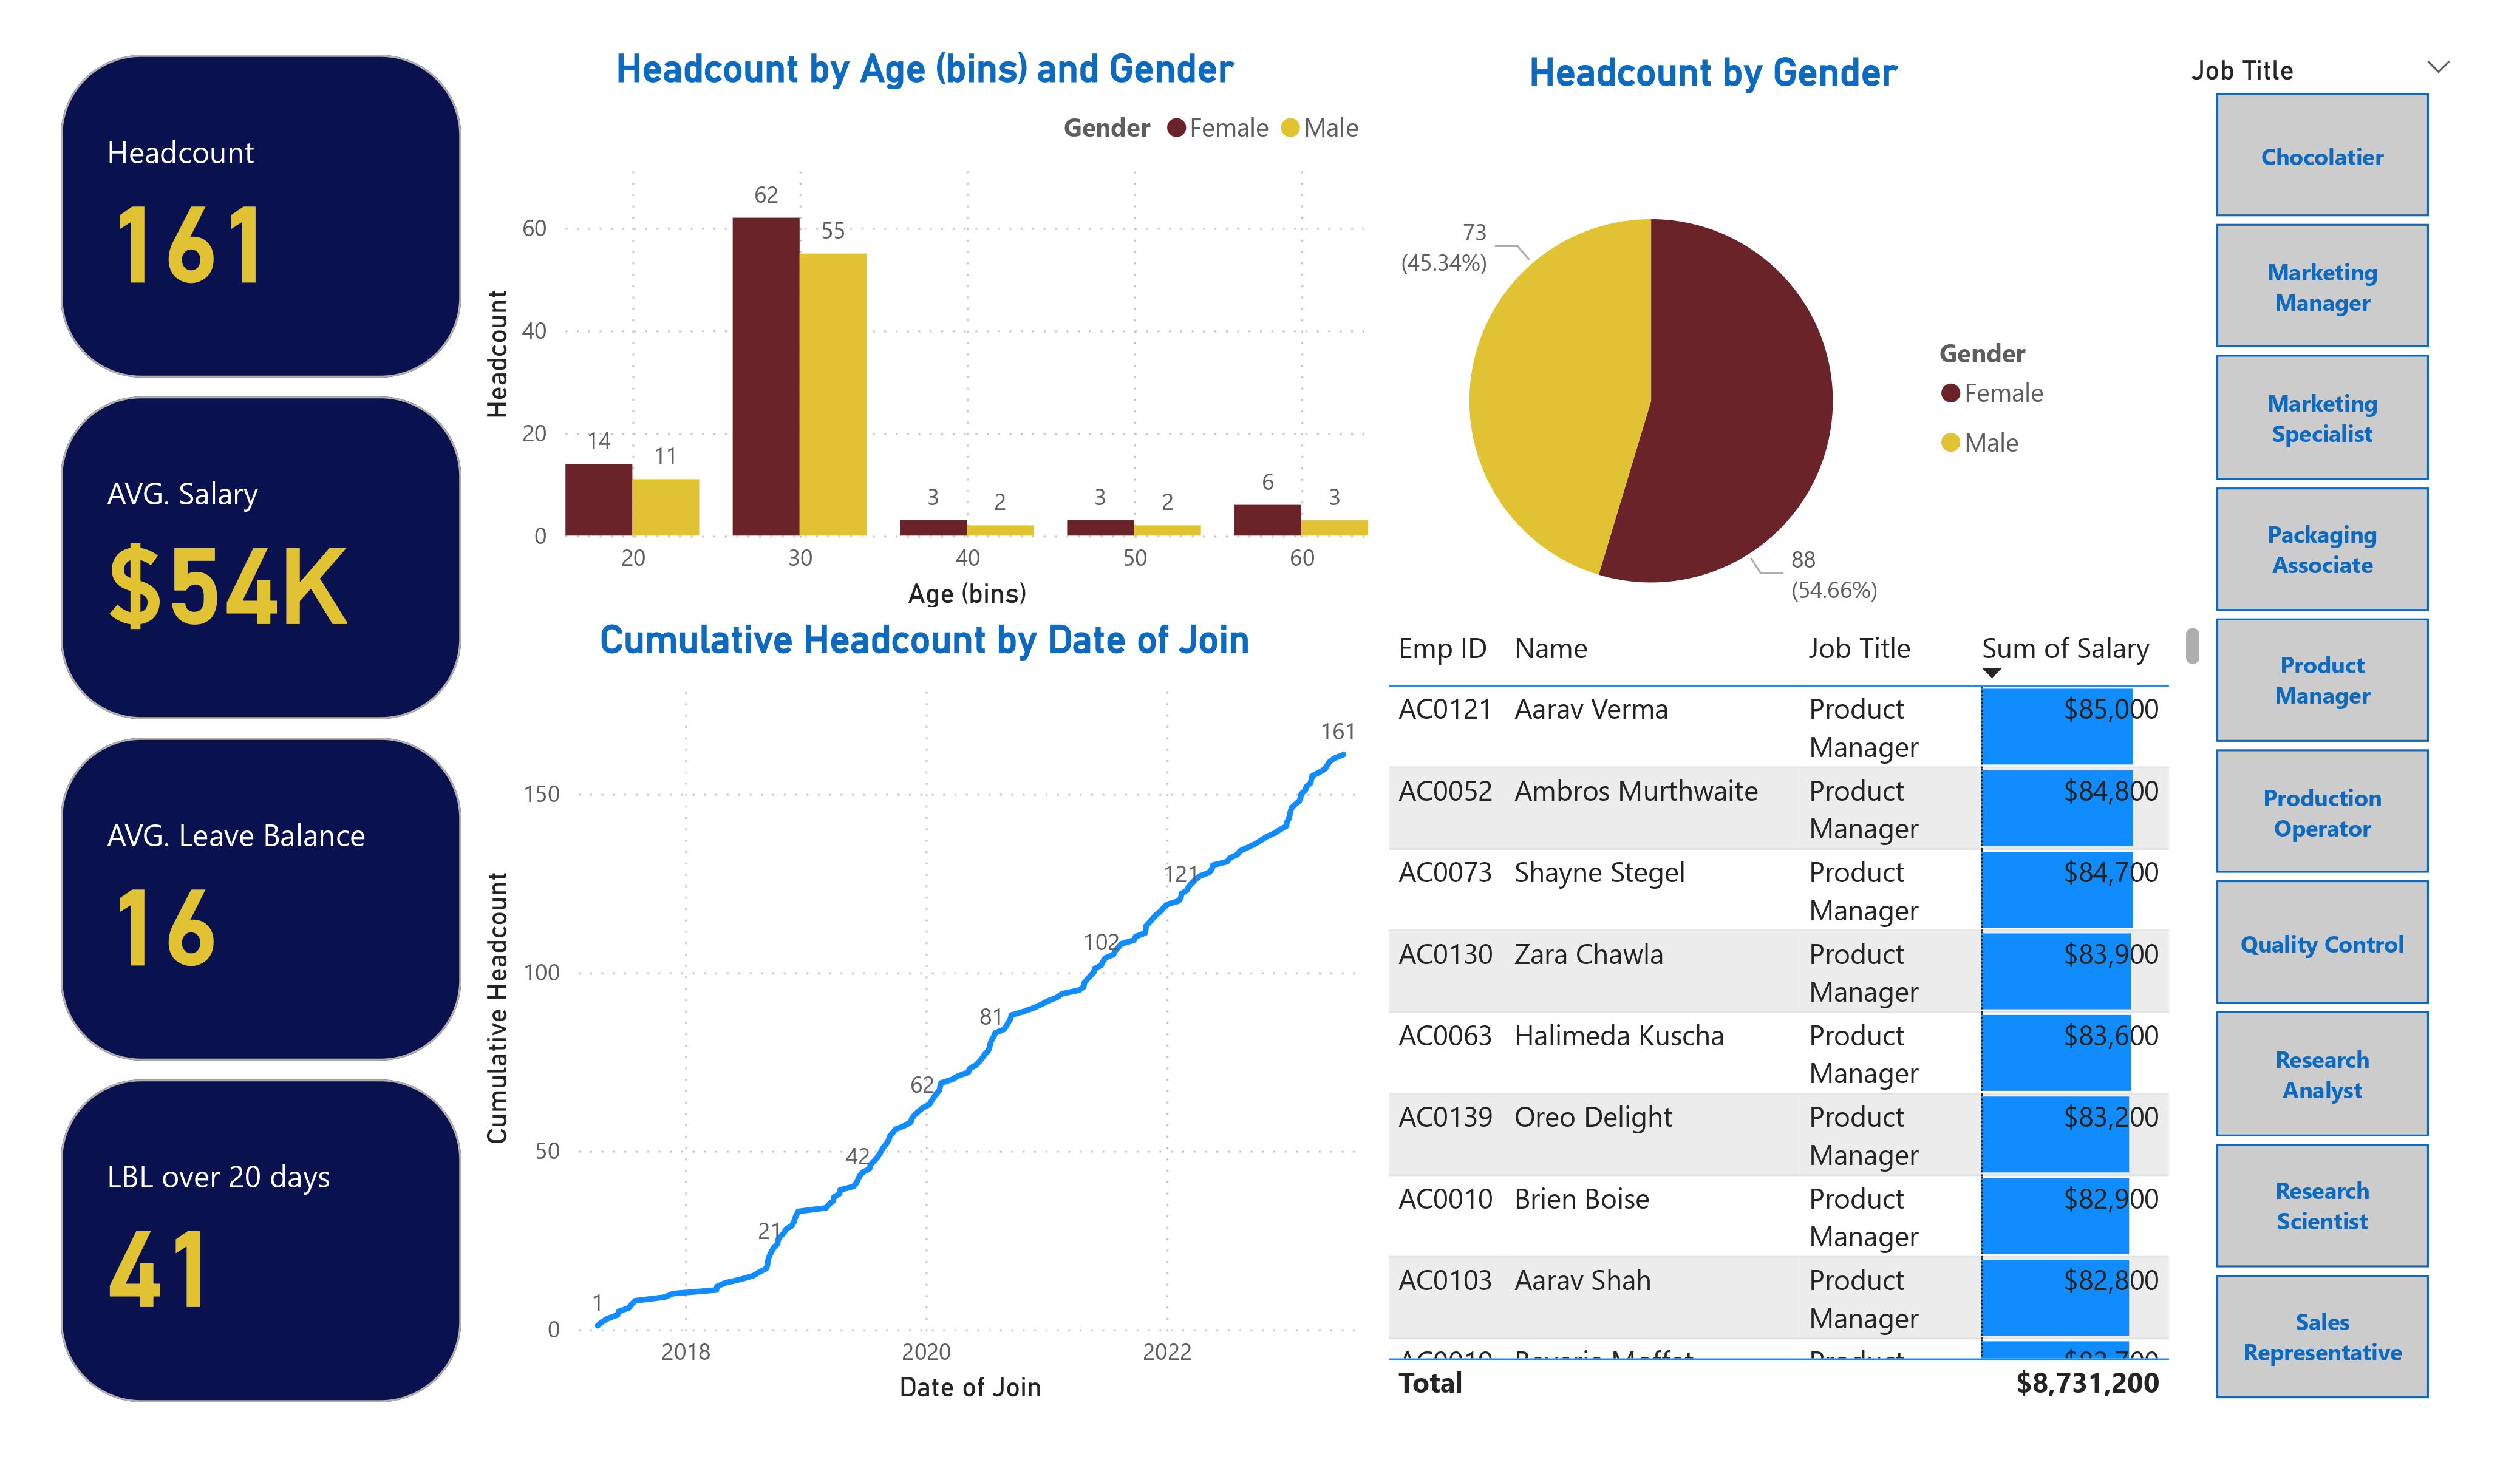 Headcount
161
AVG. Salary
$54K
AVG. Leave Balance
16
LBL over 20 days
41
Headcount by Age (bins) and Gender
Gender Female Male
Headcount
60
40
20
0
14
11
62
55
3
2
3
2
6
3
20 30 40 50 60
Age (bins)
Headcount by Gender
73
(45.34%)
88
(54.66%)
Gender
Female
Male
Cumulative Headcount by Date of Join
Cumulative Headcount
150
100
50
0
1
21
42
62
81
102
121
161
2018 2020 2022
Date of Join
Emp ID Name Job Title Sum of Salary
AC0121 Aarav Verma Product $85,000
Manager
AC0052 Ambros Murthwaite Product $84,800
Manager
AC0073 Shayne Stegel Product $84,700
Manager
AC0130 Zara Chawla Product $83,900
Manager
AC0063 Halimeda Kuscha Product $83,600
Manager
AC0139 Oreo Delight Product $83,200
Manager
AC0010 Brien Boise Product $82,900
Manager
AC0103 Aarav Shah Product $82,800
Manager
Total $8,731,200
Job Title
Chocolatier
Marketing
Manager
Marketing
Specialist
Packaging
Associate
Product
Manager
Production
Operator
Quality Control
Research
Analyst
Research
Scientist
Sales
Representative